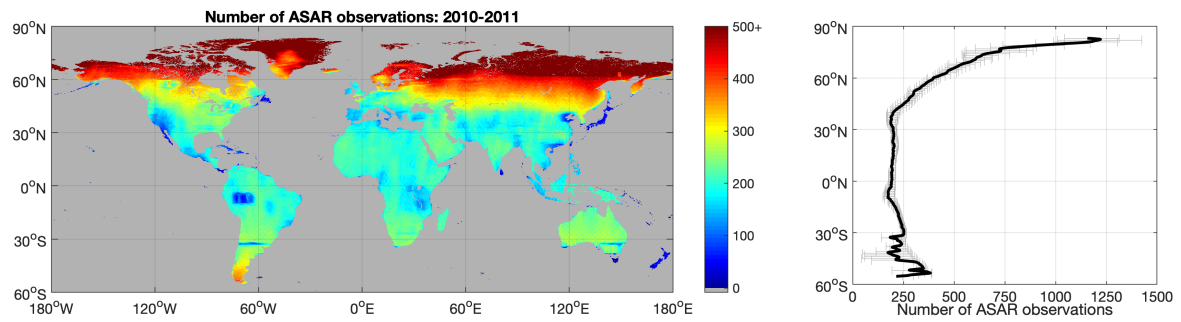 Number of ASAR observations: 2010-2011
90°N
60°N
30°N
0°N
30°S
60°S
180°W
120°W
60°W
0°E
60°E
120°E
180°E
500+
400
300
200
100
0
90°N
60°N
30°N
0°N
30°S
60°S
0
250
500
750
1000
1250
1500
Number of ASAR observations